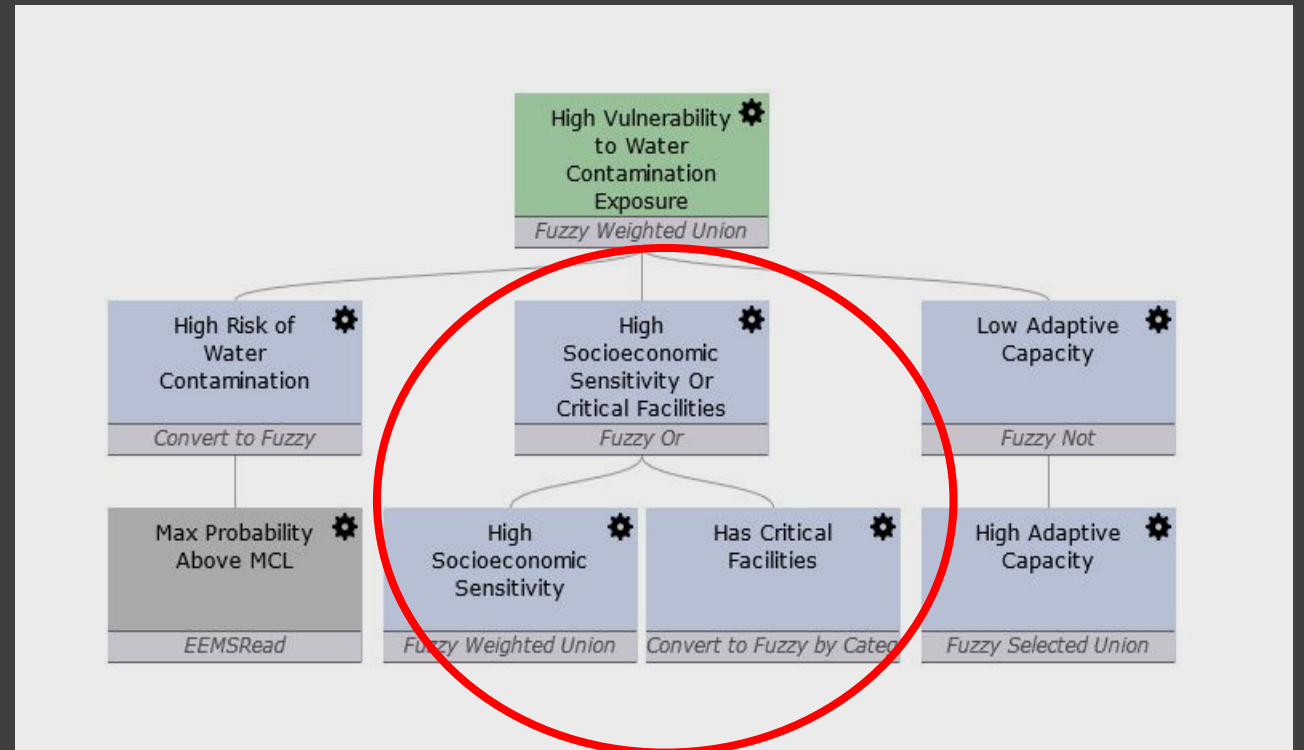 High Vulnerability
to Water
Contamination
Exposure
Fuzzy Weighted Union
High Risk of
Water
Contamination
Convert to Fuzzy
High
Socioeconomic
Sensitivity Or
Critical Facilities
Fuzzy Or
Low Adaptive
Capacity
Fuzzy Not
Max Probability
Above MCL
EEMSRead
High
Socioeconomic
Sensitivity
Fuzzy Weighted Union
Has Critical
Facilities
Convert to Fuzzy by Categ
High Adaptive
Capacity
Fuzzy Selected Union